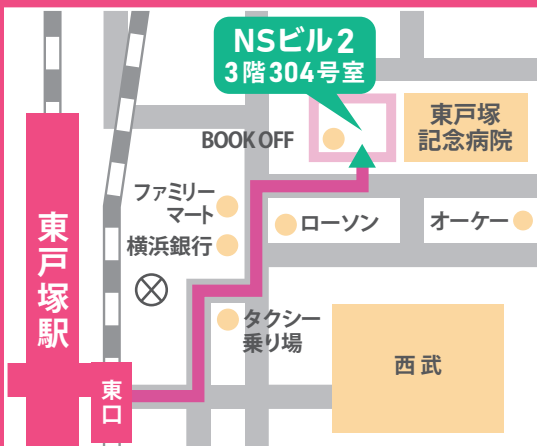 NSビル2
3階304号室
東戸塚
記念病院
BOOK OFF
ファミリー
マート
ローソン
オーケー
横浜銀行
東戸塚駅
タクシー
乗り場
西武
東口